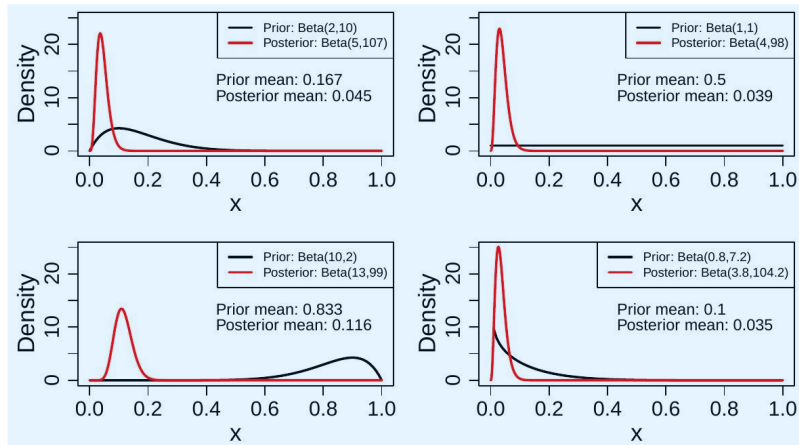 Density
20
10
0
Prior: Beta(2,10)
Posterior: Beta(5,107)
Prior mean: 0.167
Posterior mean: 0.045
0.0 0.2 0.4 0.6 0.8 1.0
x
Density
20
10
0
Prior: Beta(1,1)
Posterior: Beta(4,98)
Prior mean: 0.5
Posterior mean: 0.039
0.0 0.2 0.4 0.6 0.8 1.0
x
Density
20
10
0
Prior: Beta(10,2)
Posterior: Beta(13,99)
Prior mean: 0.833
Posterior mean: 0.116
0.0 0.2 0.4 0.6 0.8 1.0
x
Density
20
10
0
Prior: Beta(0.8,7.2)
Posterior: Beta(3.8,104.2)
Prior mean: 0.1
Posterior mean: 0.035
0.0 0.2 0.4 0.6 0.8 1.0
x